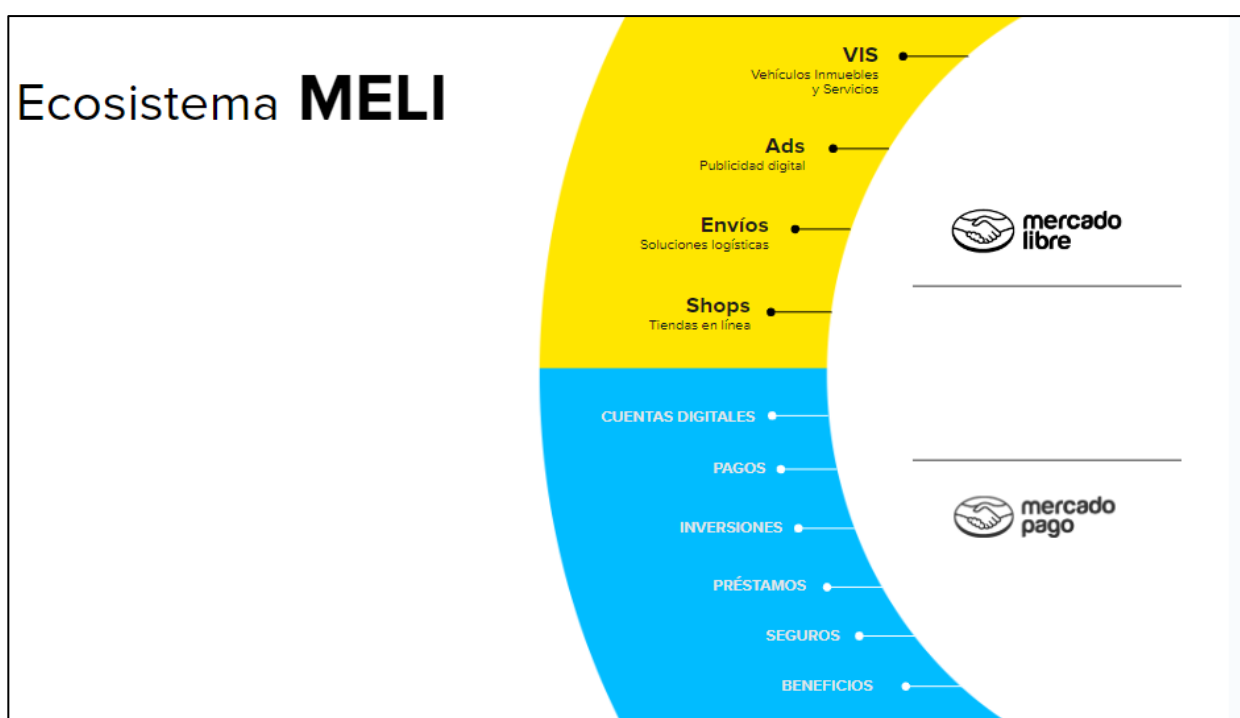 Ecosistema MELI
VIS
Vehículos Inmuebles
y Servicios
Ads
Publicidad digital
Envíos
Soluciones logísticas
Shops
Tiendas en línea
mercado
libre
CUENTAS DIGITALES
PAGOS
INVERSIONES
PRÉSTAMOS
SEGUROS
BENEFICIOS
mercado
pago